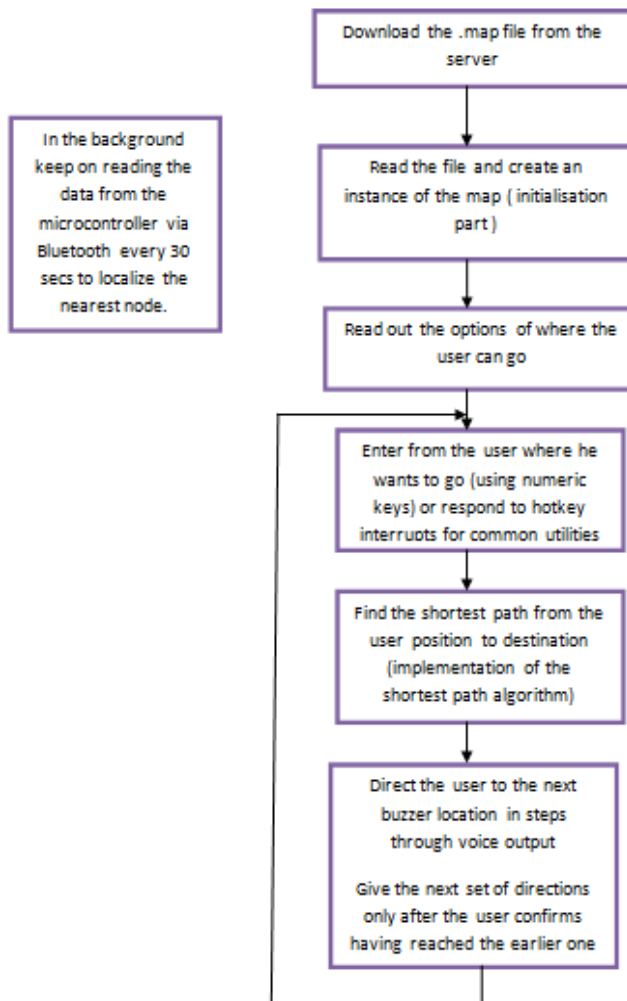 Download the .map file from the
server
In the background
keep on reading the
data from the
microcontroller via
Bluetooth every 30
secs to localize the
nearest node.
Read the file and create an
instance of the map ( initialisation
part )
Read out the options of where the
user can go
Enter from the user where he
wants to go (using numeric
keys) or respond to hotkey
interrupts for common utilities
Find the shortest path from the
user position to destination
(implementation of the
shortest path algorithm)
Direct the user to the next
buzzer location in steps
through voice output
Give the next set of directions
only after the user confirms
having reached the earlier one